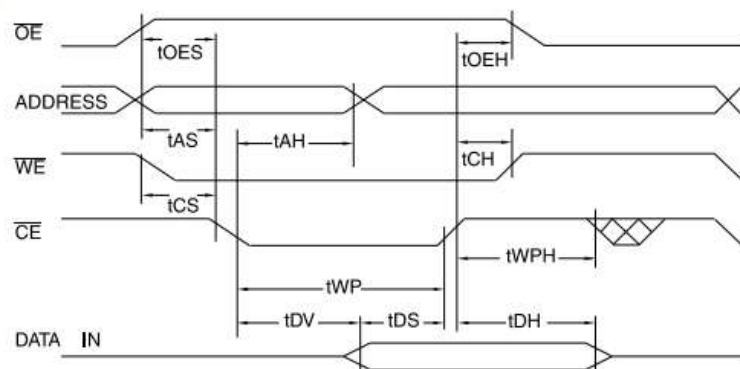 OE
tOES
tOEH
ADDRESS
tAS
tAH
tCH
WE
tCS
CE
tWPH
tWP
tDV
tDS
tDH
DATA IN